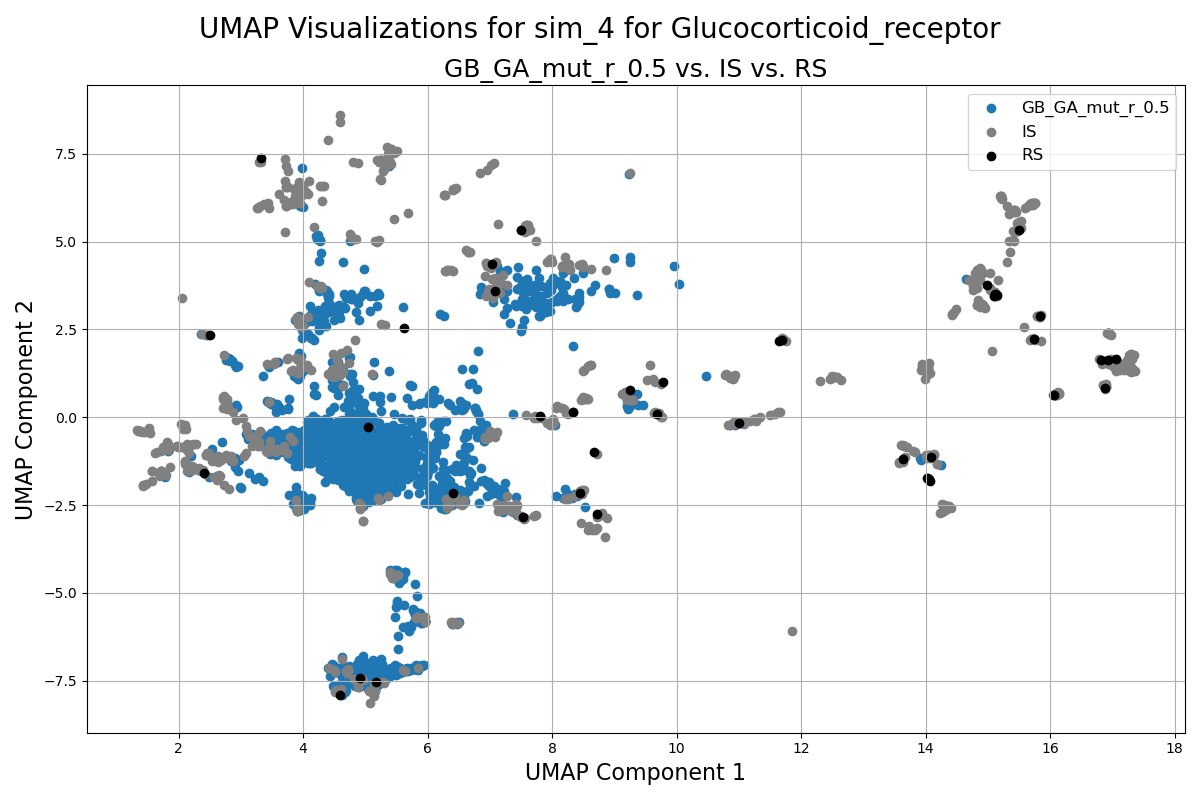 UMAP Visualizations for sim_4 for Glucocorticoid_receptor
GB_GA_mut_r_0.5 vs. IS vs. RS
GB_GA_mut_r_0.5
IS
RS
7.5
5.0
2.5
0.0
−2.5
−5.0
−7.5
UMAP Component 2
2 4 6 8 10 12 14 16 18
UMAP Component 1